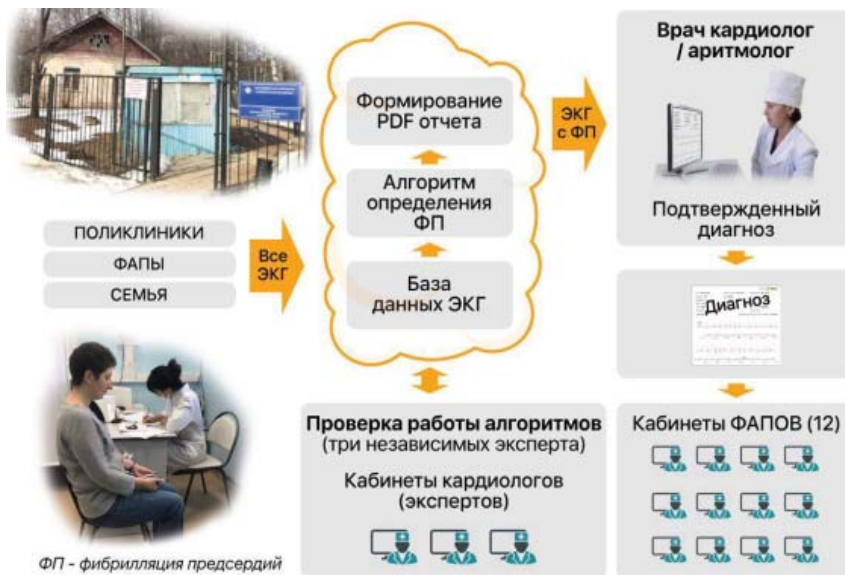 ПОЛИКЛИНИКИ
ФАПЫ
СЕМЬЯ
Все
ЭКГ
Формирование
PDF отчета
Алгоритм
определения
ФП
База
данных ЭКГ
ЭКГ
с ФП
Врач кардиолог
/ аритмолог
Подтвержденный
диагноз
Диагноз
Проверка работы алгоритмов
(три независимых эксперта)
Кабинеты кардиологов
(экспертов)
Кабинеты ФАПОВ (12)
ФП - фибрилляция предсердий